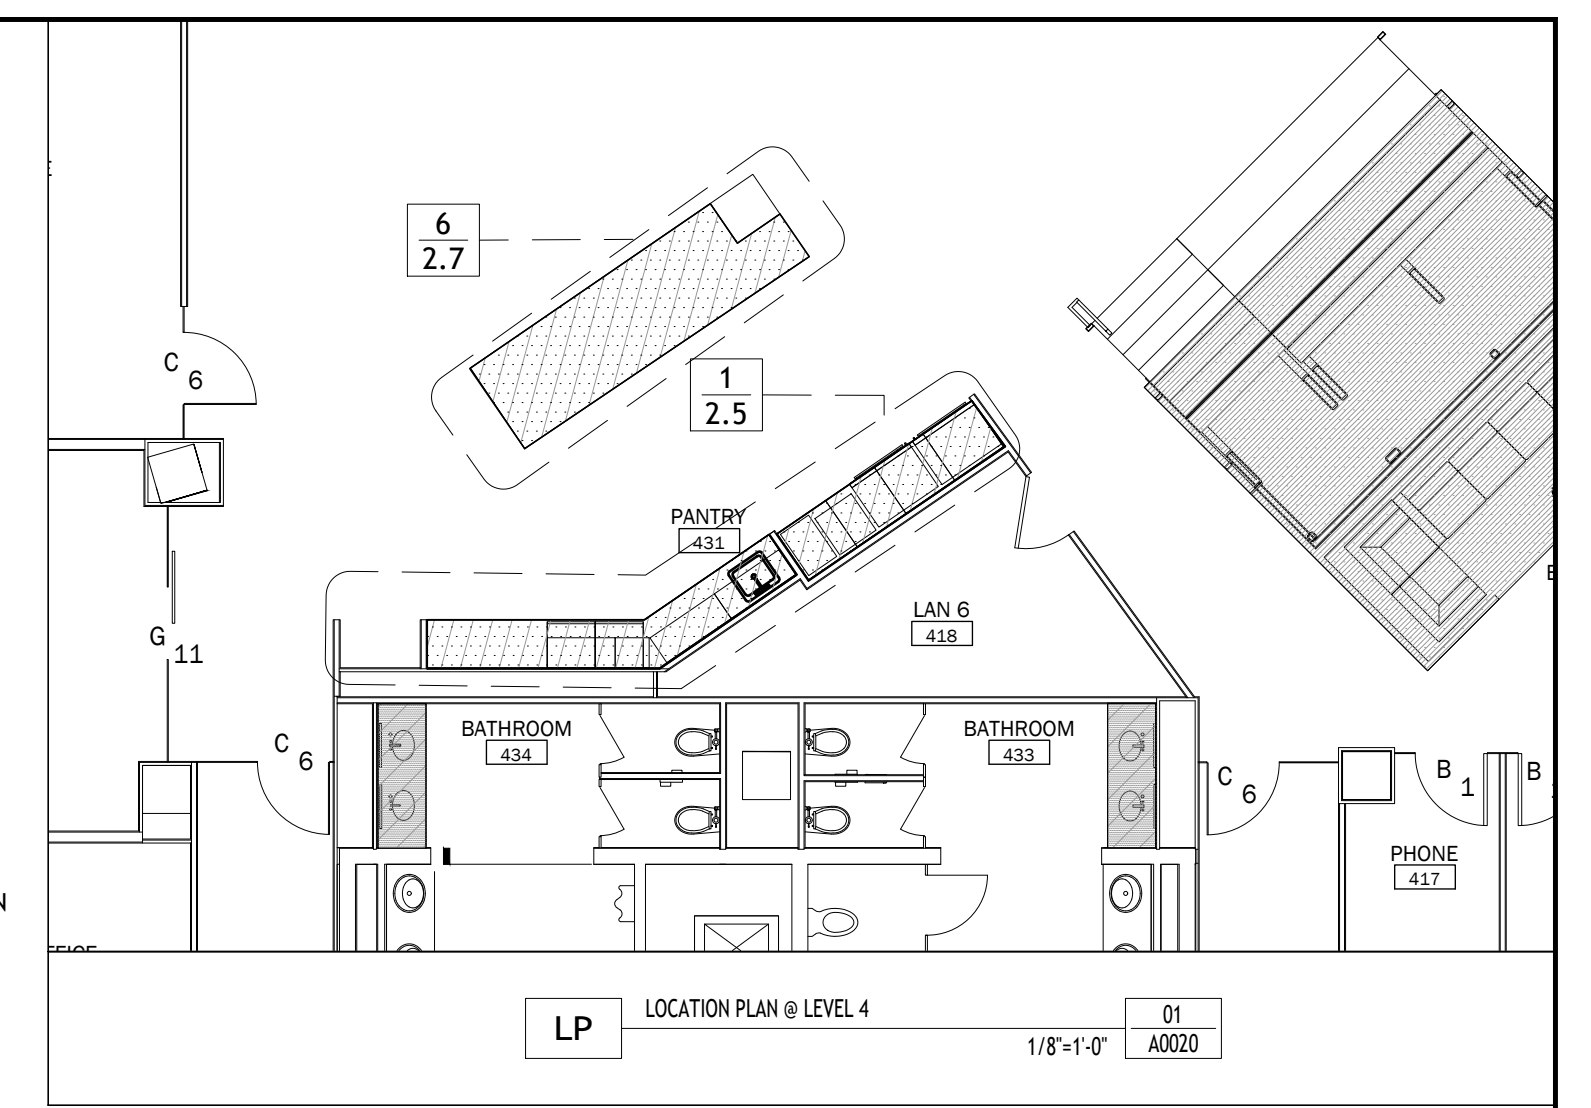 6
2.7
1
2.5
C
6
PANTRY
431
G
11
LAN 6
418
BATHROOM
434
BATHROOM
433
C
6
C
6
B
1
B
PHONE
417
N
LP
LOCATION PLAN @ LEVEL 4
1/8"=1'-0"
01
A0020